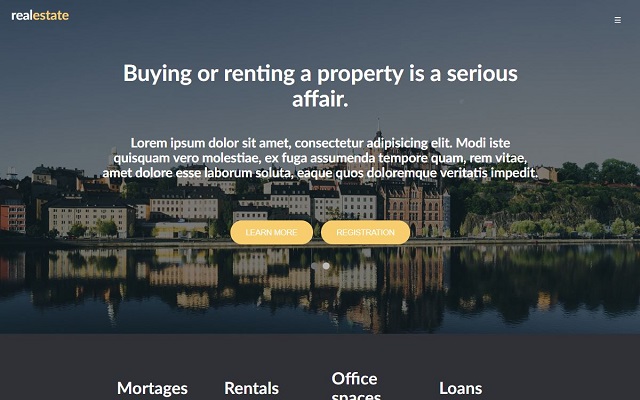 realestate
Buying or renting a property is a serious
affair.
Lorem ipsum dolor sit amet, consectetur adipisicing elit. Modi iste
quisquam vero molestiae, ex fuga assumenda tempore quam, rem vitae,
amet dolore esse laborum soluta, eaque quos doloremque veritatis impedit.
LEARN MORE
REGISTRATION
Mortages
Rentals
Office
spaces
Loans